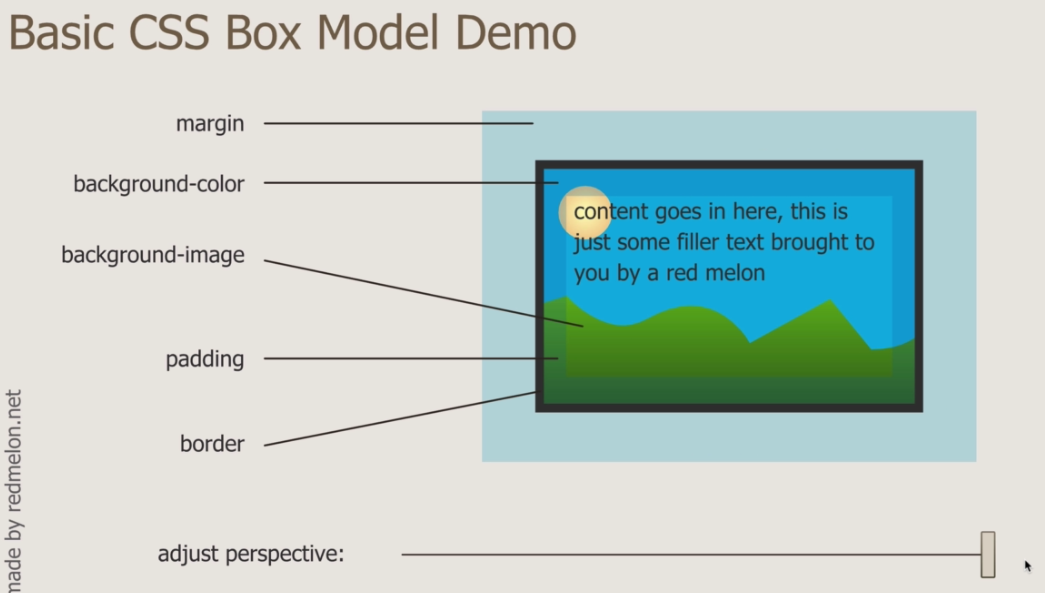 Basic CSS Box Model Demo
margin
background-color
background-image
padding
border
content goes in here, this is
just some filler text brought to
you by a red melon
adjust perspective:
made by redmelon.net